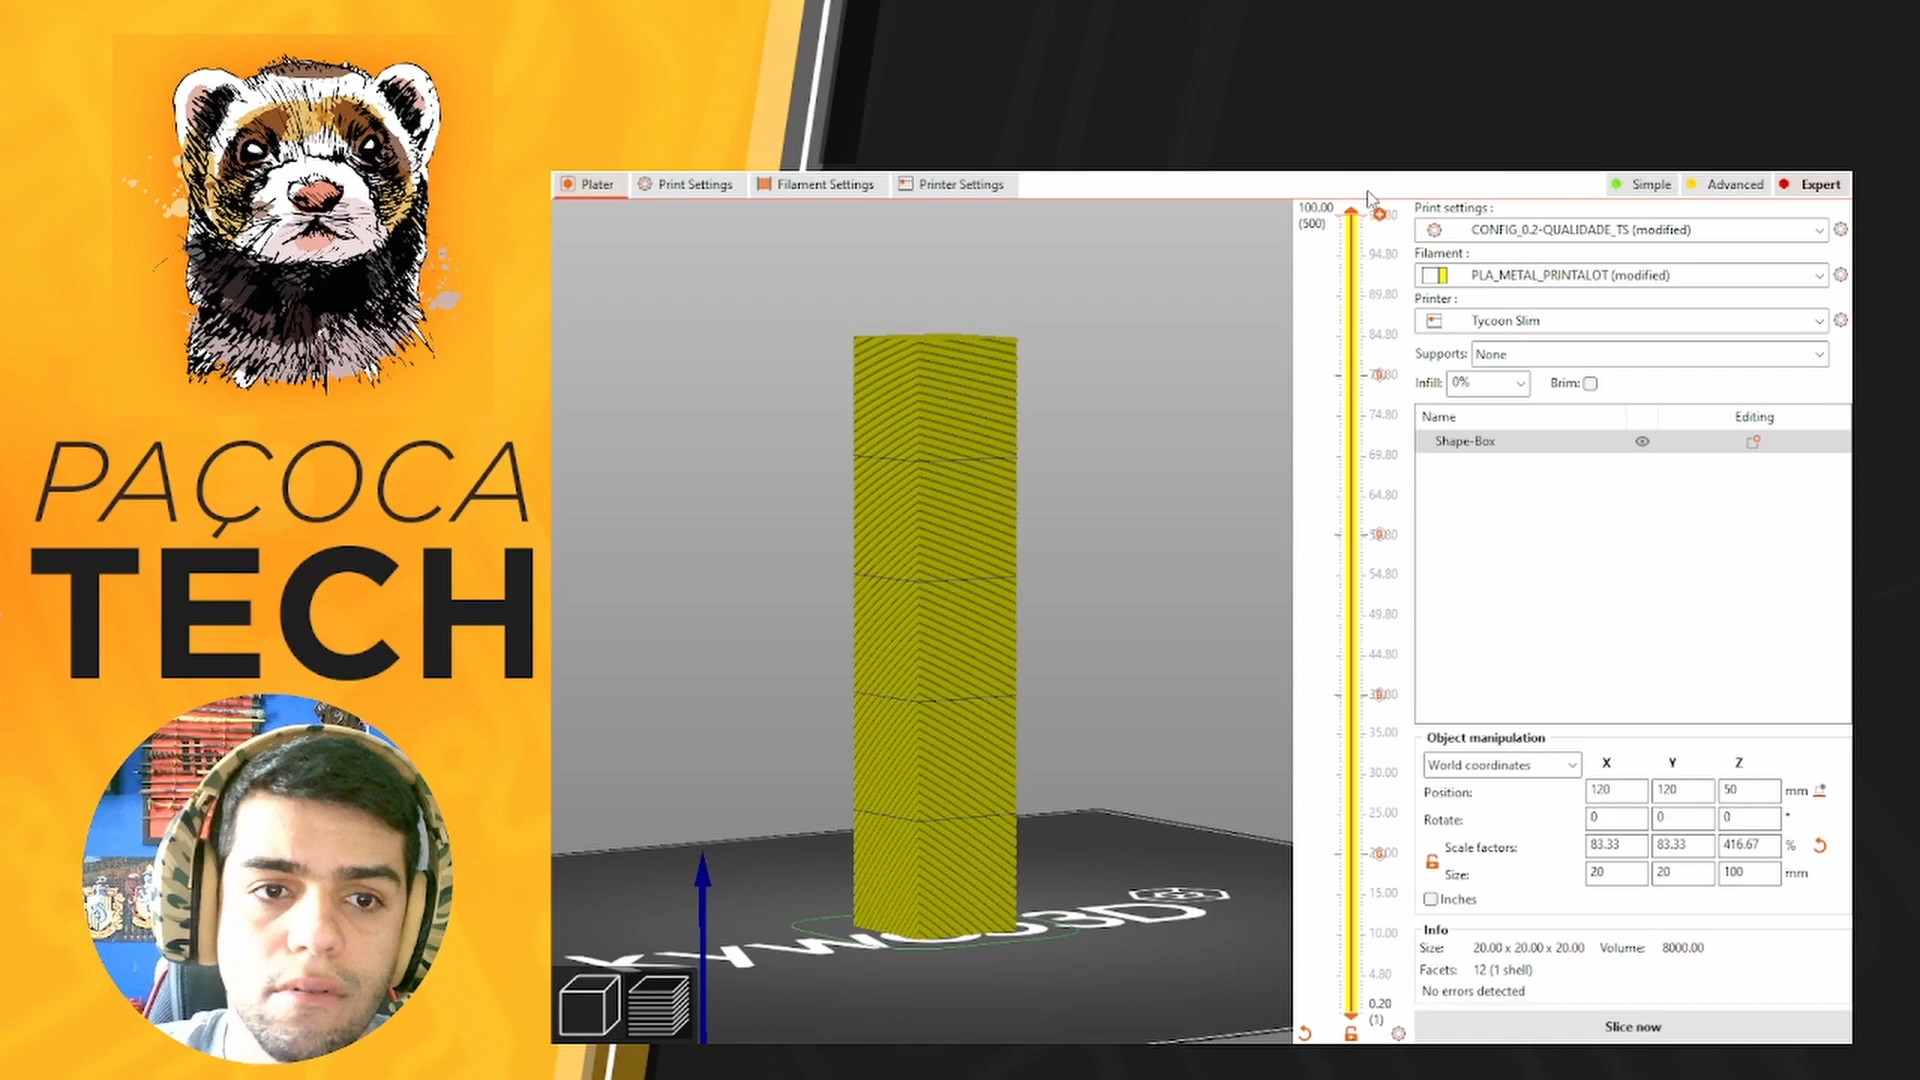 PAÇOCA
TECH
Plater
Print Settings
Filament Settings
Printer Settings
Simple
Advanced
Expert
100.00
(500)
94.80
89.80
84.80
74.80
69.80
54.80
49.80
44.80
35.00
30.00
25.00
15.00
10.00
4.80
0.20
(1)
Print settings :
CONFIG_0.2-QUALIDADE_TS (modified)
Filament :
PLA_METAL_PRINTALOT (modified)
Printer :
Tycoon Slim
Supports: None
Infill: 0% Brim:
Name Editing
Shape-Box
Object manipulation
World coordinates X Y Z
Position: 120 120 50 mm
Rotate: 0 0 0 °
Scale factors: 83.33 83.33 416.67 %
Size: 20 20 100 mm
Inches
Info
Size: 20.00 x 20.00 x 20.00 Volume: 8000.00
Facets: 12 (1 shell)
No errors detected
Slice now